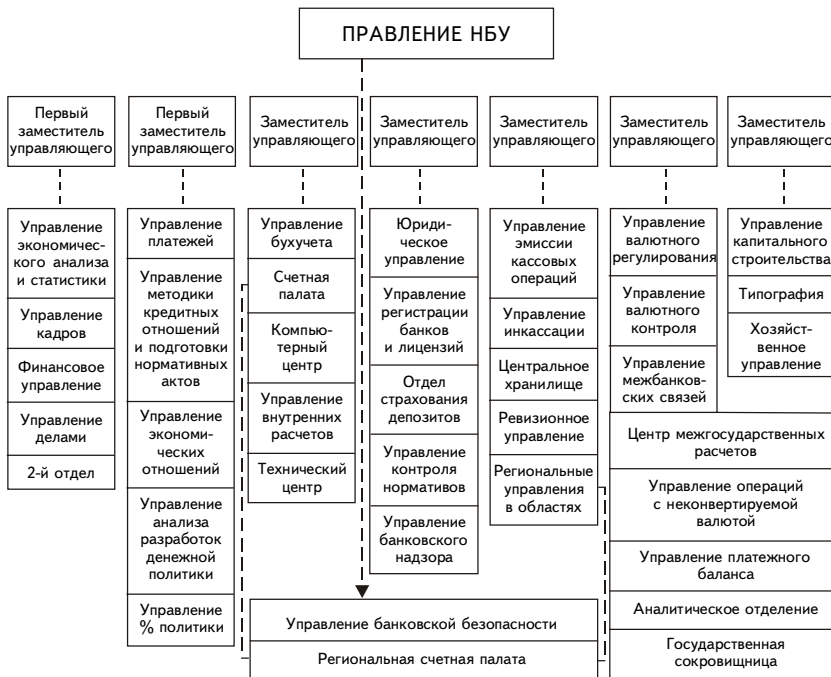 ПРАВЛЕНИЕ НБУ
Первый
заместитель
управляющего
Первый
заместитель
управляющего
Заместитель
управляющего
Заместитель
управляющего
Заместитель
управляющего
Заместитель
управляющего
Заместитель
управляющего
Управление
экономичес-
кого анализа
и статистики
Управление
кадров
Финансовое
управление
Управление
делами
2-й отдел
Управление
платежей
Управление
методики
кредитных
отношений
и подготовки
нормативных
актов
Управление
экономи-
ческих
отношений
Управление
анализа
разработок
денежной
политики
Управление
% политики
Управление
бухучета
Счетная
палата
Компью-
терный
центр
Управление
внутренних
расчетов
Технический
центр
Юриди-
ческое
управление
Управление
регистрации
банков
и лицензий
Отдел
страхования
депозитов
Управление
контроля
нормативов
Управление
банковского
надзора
Управление
эмиссии
кассовых
операций
Управление
инкассации
Центральное
хранилище
Ревизионное
управление
Региональные
управления
в областях
Управление
валютного
регулирования
Управление
валютного
контроля
Управление
межбанков-
ских связей
Центр межгосударственных
расчетов
Управление операций
с неконвертируемой
валютой
Управление платежного
баланса
Аналитическое отделение
Государственная
сокровищница
Управление
капитального
строительства
Типография
Хозяйст-
венное
управление
Управление банковской безопасности
Региональная счетная палата